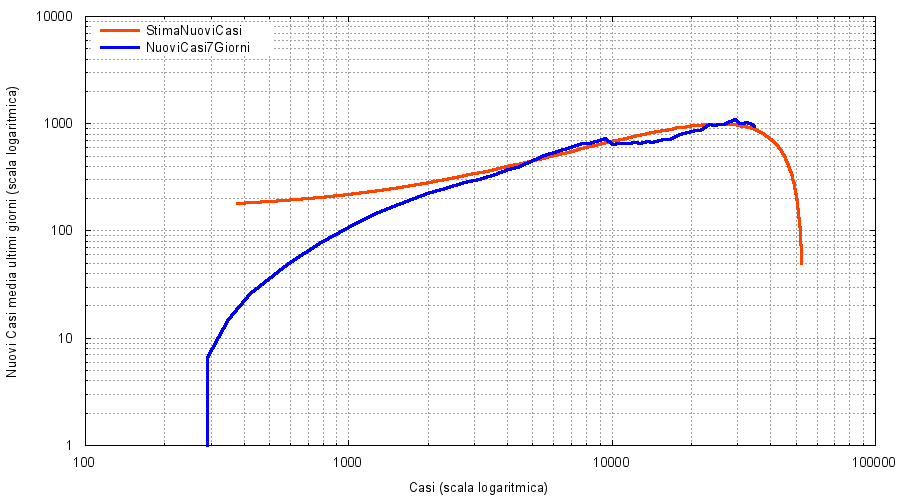 10000
StimaNuoviCasi
NuoviCasi7Giorni
1000
100
10
1
Nuovi Casi media ultimi giorni (scala logaritmica)
100 1000 10000 100000
Casi (scala logaritmica)